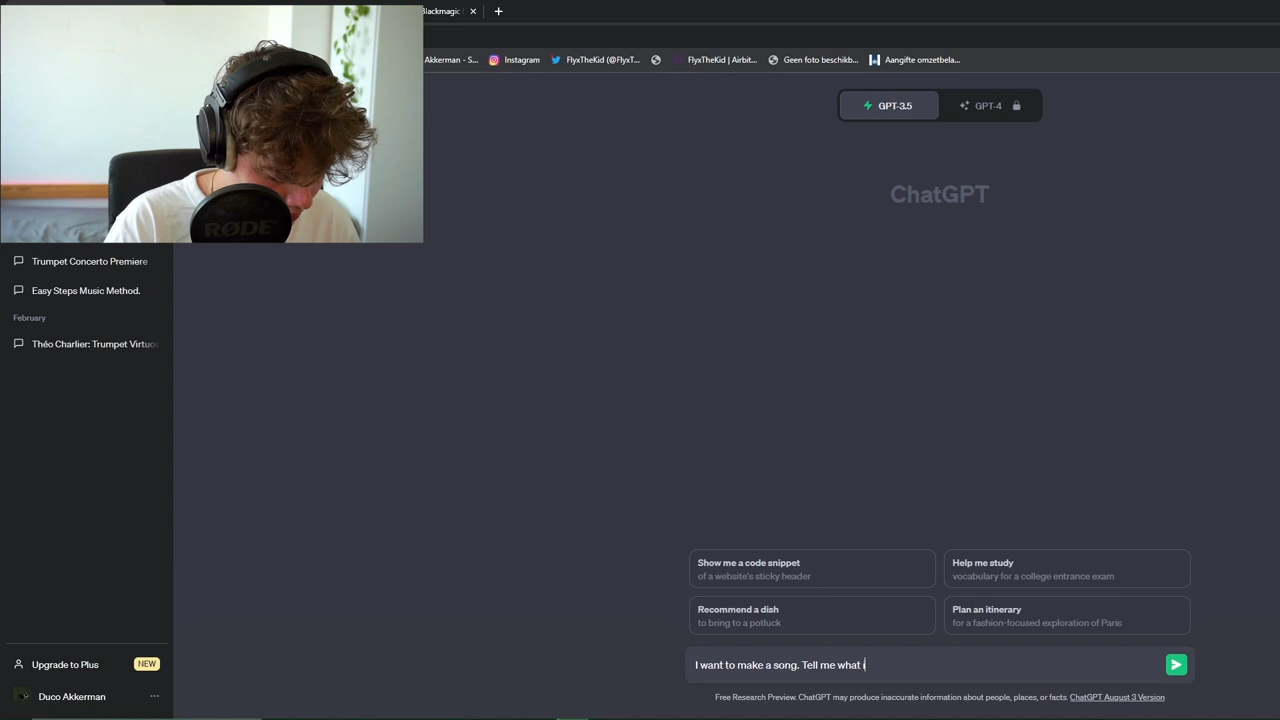 Blackmagic
Akkerman - S...
Instagram
FlyxTheKid (@FlyxT...
FlyxTheKid | Airbit...
Geen foto beschikb...
Aangifte omzetbela...
GPT-3.5
GPT-4
ChatGPT
RØDE
Trumpet Concerto Premiere
Easy Steps Music Method.
February
Théo Charlier: Trumpet Virtuos
Show me a code snippet
of a website's sticky header
Help me study
vocabulary for a college entrance exam
Recommend a dish
to bring to a potluck
Plan an itinerary
for a fashion-focused exploration of Paris
Upgrade to Plus
NEW
I want to make a song. Tell me what i
Duco Akkerman
Free Research Preview. ChatGPT may produce inaccurate information about people, places, or facts. ChatGPT August 3 Version